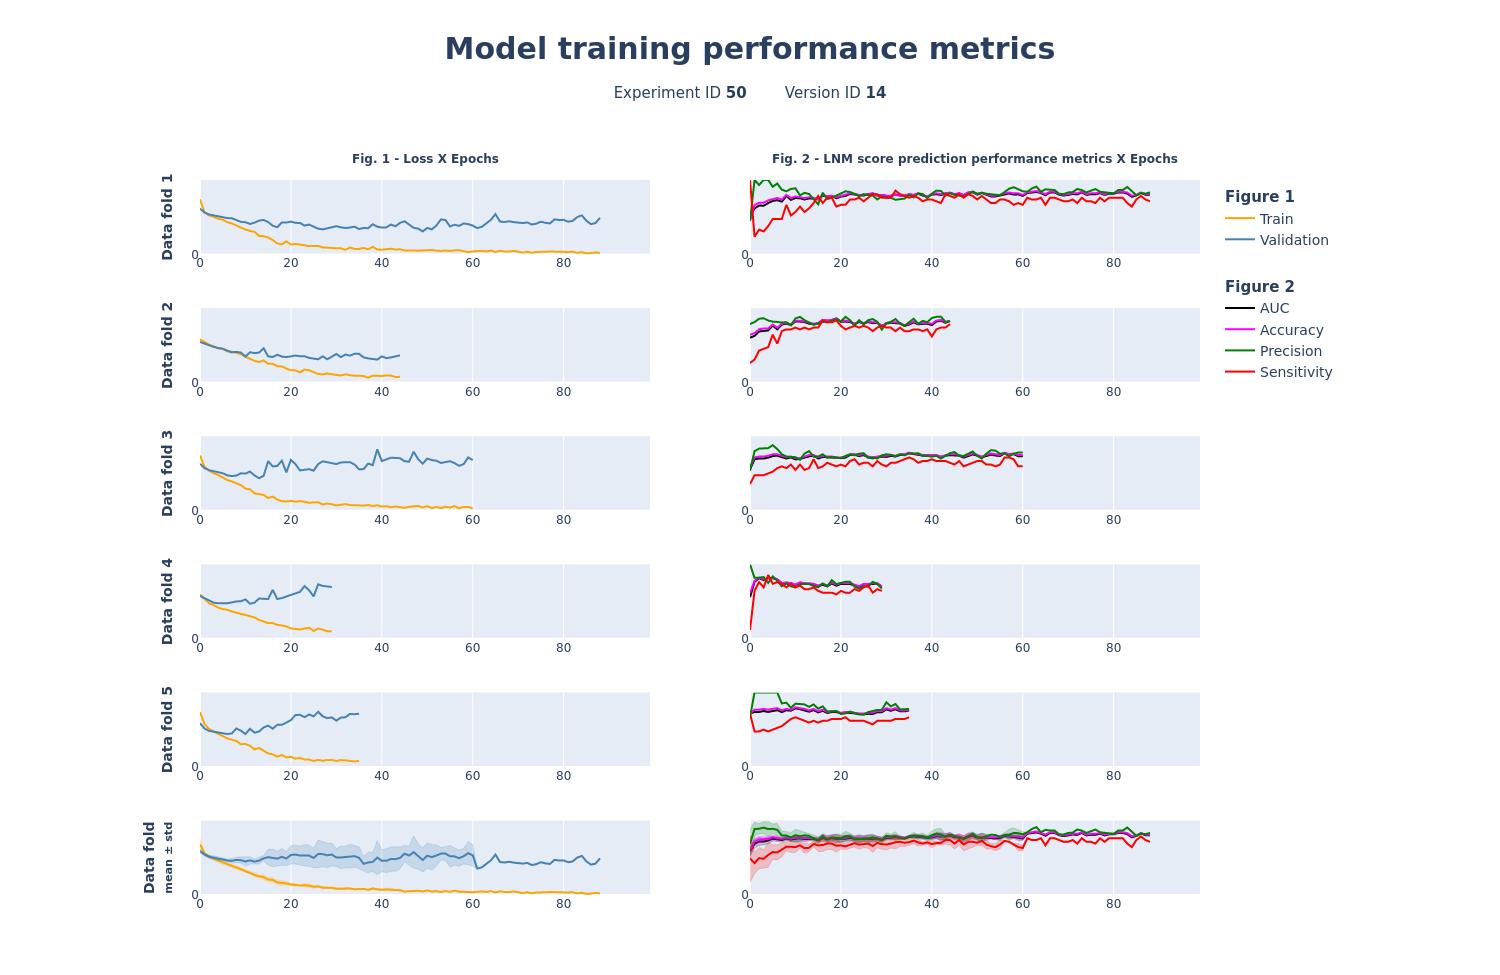 Model training performance metrics
Experiment ID 50 Version ID 14
Fig. 1 - Loss X Epochs
Fig. 2 - LNM score prediction performance metrics X Epochs
Data fold 1
0
0 20 40 60 80
0
0 20 40 60 80
Figure 1
Train
Validation
Figure 2
AUC
Accuracy
Precision
Sensitivity
Data fold 2
0
0 20 40 60 80
0
0 20 40 60 80
Data fold 3
0
0 20 40 60 80
0
0 20 40 60 80
Data fold 4
0
0 20 40 60 80
0
0 20 40 60 80
Data fold 5
0
0 20 40 60 80
0
0 20 40 60 80
Data fold
mean ± std
0
0 20 40 60 80
0
0 20 40 60 80